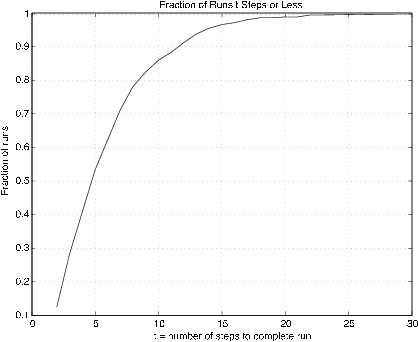 Fraction of Runs t Steps or Less
1
0.9
0.8
0.7
0.6
0.5
0.4
0.3
0.2
0.1
Fraction of runs
0 5 10 15 20 25 30
t = number of steps to complete run